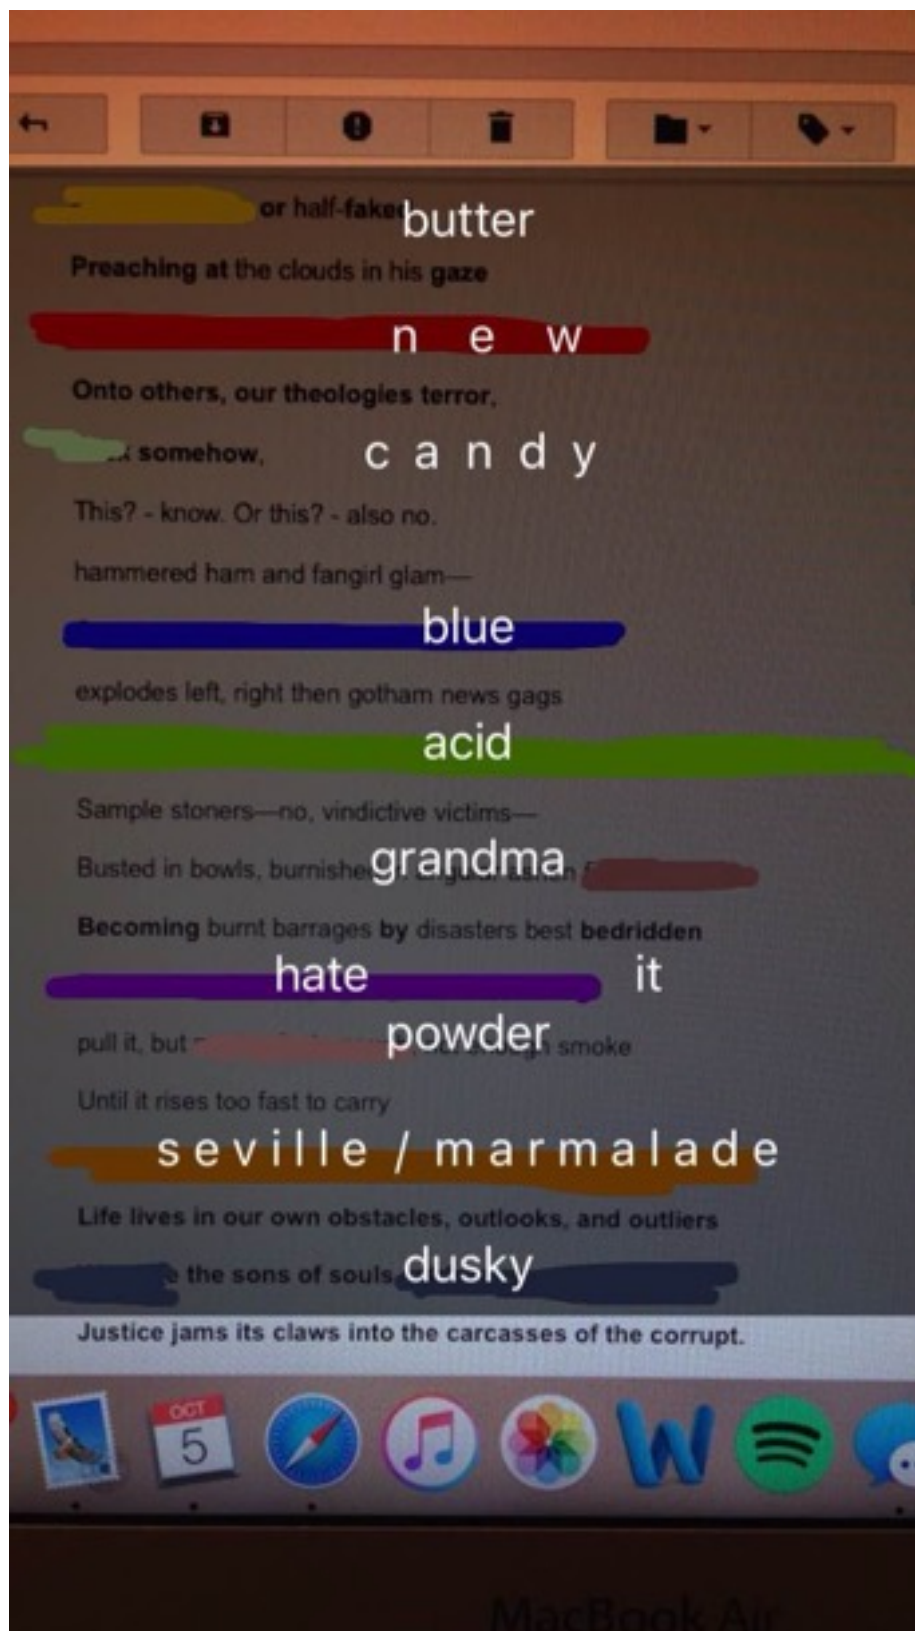 or half-faked
butter
Preaching at the clouds in his gaze
n e w
Onto others, our theologies terror,
somehow,
c a n d y
This? - know. Or this? - also no.
hammered ham and fangirl glam—
blue
explodes left, right then gotham news gags
acid
Sample stoners—no, vindictive victims—
Busted in bowls, burnished
grandma
Becoming burnt barrages by disasters best bedridden
hate it
pull it, but
powder
smoke
Until it rises too fast to carry
s e v i l l e / m a r m a l a d e
Life lives in our own obstacles, outlooks, and outliers
the sons of souls
dusky
Justice jams its claws into the carcasses of the corrupt.
OCT
5
W
MacBook Air